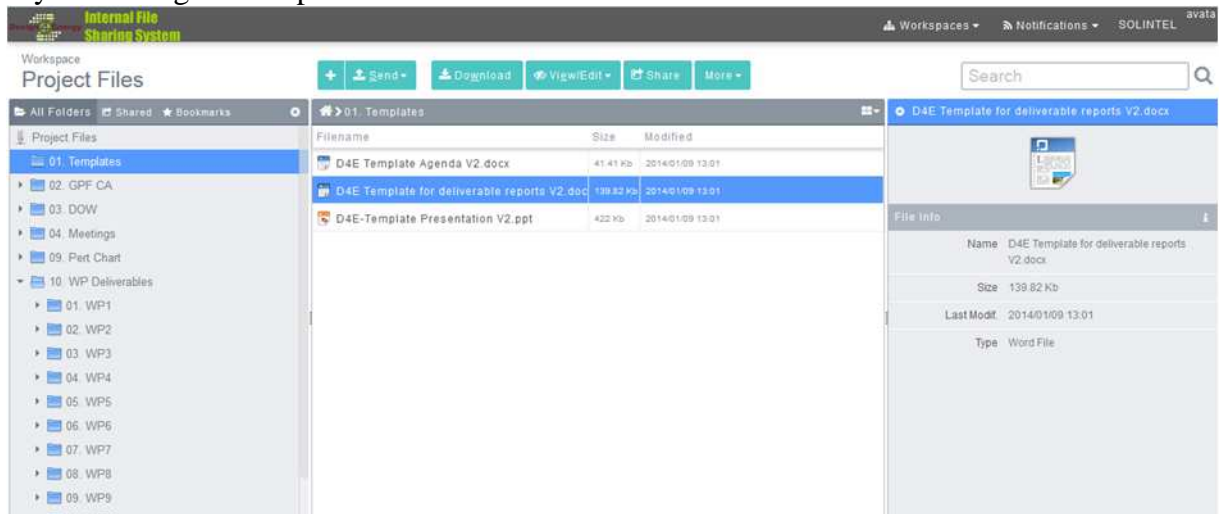 Internal File
Sharing System
Workspaces
Notifications
SOLINTEL
avata
Workspace
Project Files
Send
Download
View/Edit
Share
More
Search
All Folders Shared Bookmarks
01. Templates
D4E Template for deliverable reports V2.docx
Project Files
01. Templates
02. GPF CA
03. DOW
04. Meetings
09. Pert Chart
10. WP Deliverables
01. WP1
02. WP2
03. WP3
04. WP4
05. WP5
06. WP6
07. WP7
08. WP8
09. WP9
Filename Size Modified
D4E Template Agenda V2.docx 41.41 Kb 2014/01/09 13:01
D4E Template for deliverable reports V2.doc 139.82 Kb 2014/01/09 13:01
D4E-Template Presentation V2.ppt 422 Kb 2014/01/09 13:01
File Info
Name D4E Template for deliverable reports
V2.docx
Size 139.82 Kb
Last Modif. 2014/01/09 13:01
Type Word File